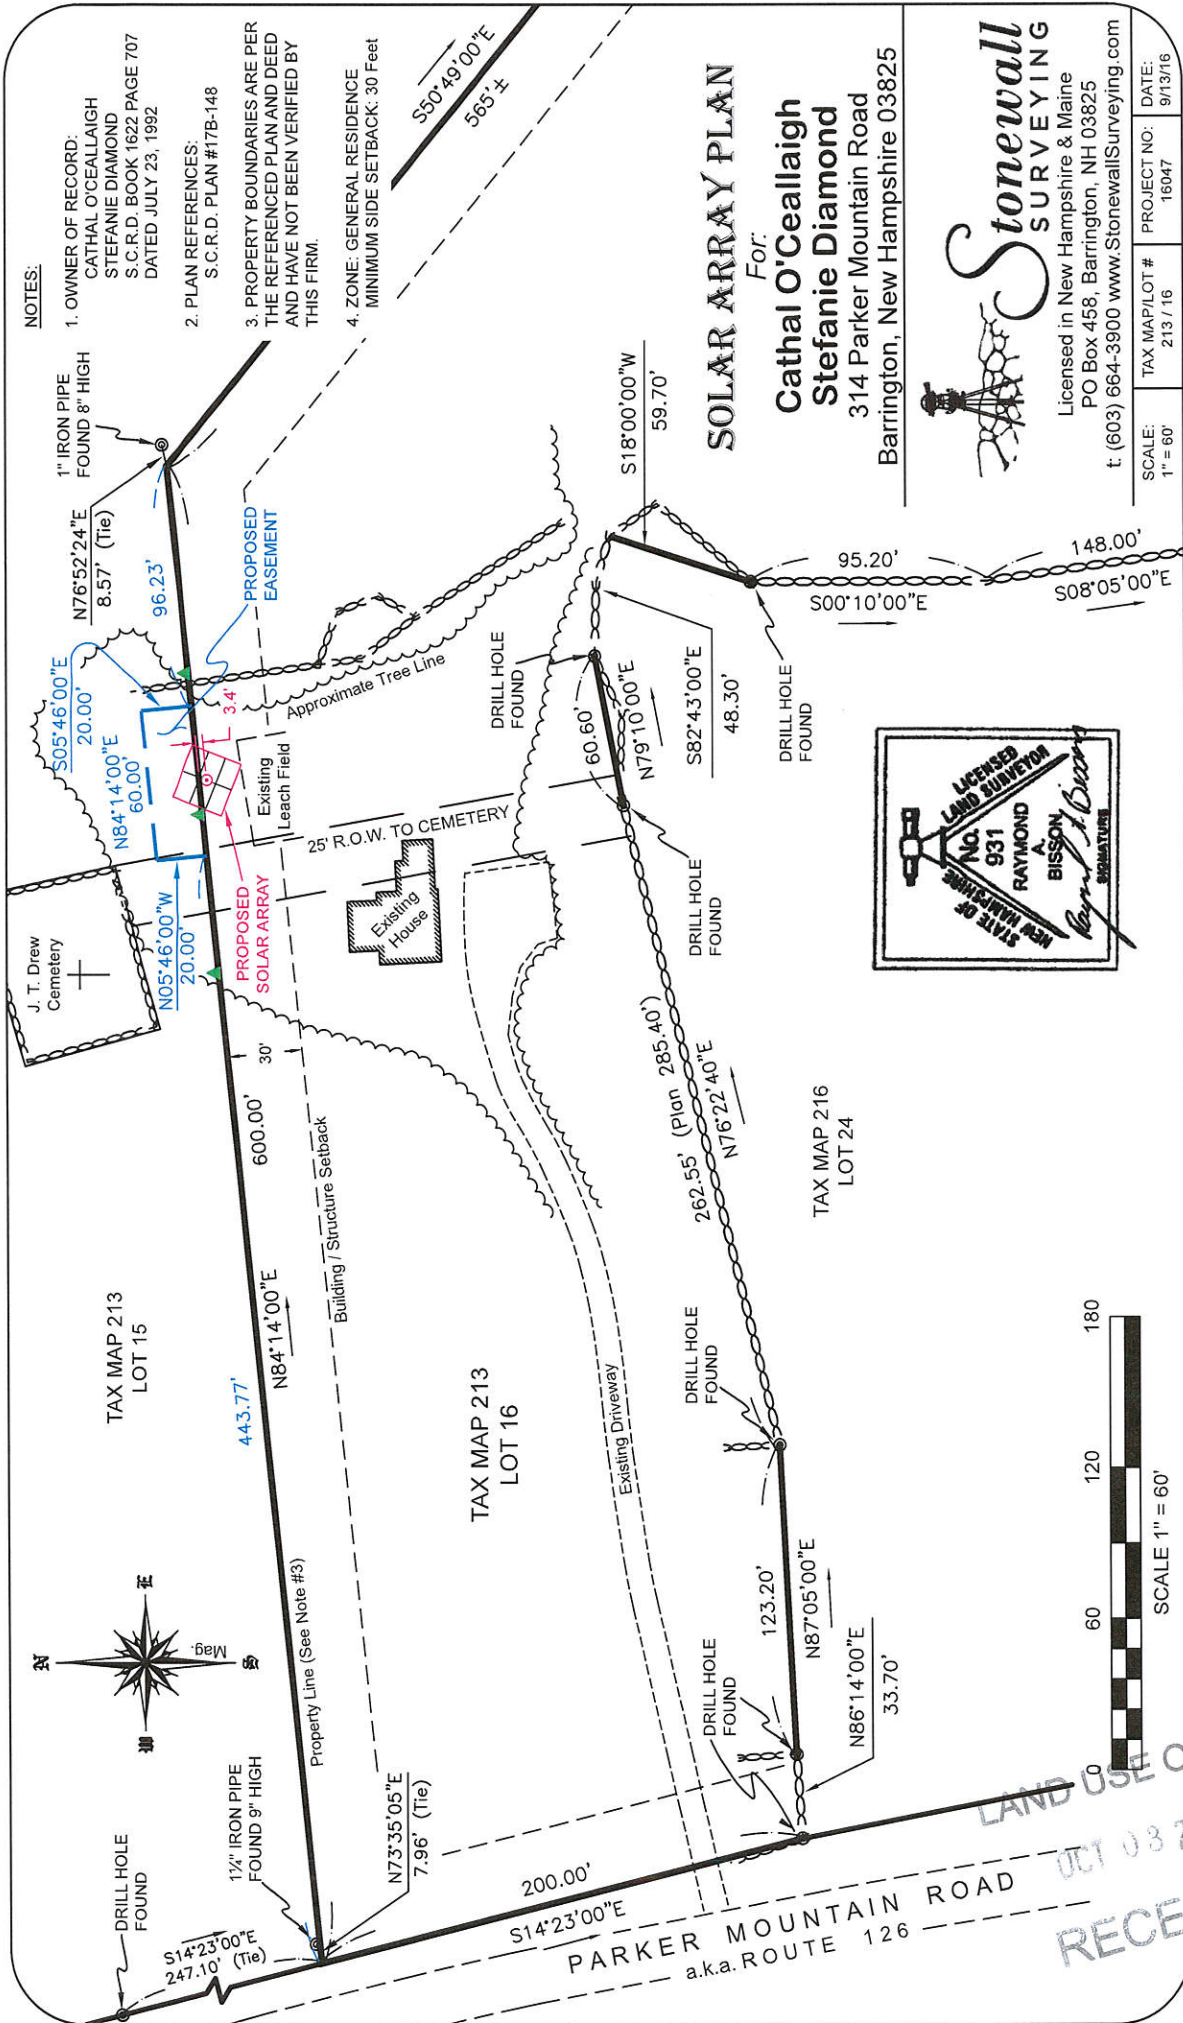 NOTES:
1. OWNER OF RECORD:
CATHAL O'CEALLAIGH
STEFANIE DIAMOND
S.C.R.D. BOOK 1622 PAGE 707
DATED JULY 23, 1992
2. PLAN REFERENCES:
S.C.R.D. PLAN #17B-148
3. PROPERTY BOUNDARIES ARE PER
THE REFERENCED PLAN AND DEED
AND HAVE NOT BEEN VERIFIED BY
THIS FIRM.
4. ZONE: GENERAL RESIDENCE
MINIMUM SIDE SETBACK: 30 Feet
S50°49'00"E
565'±
1" IRON PIPE
FOUND 8" HIGH
N76°52'24"E
8.57' (Tie)
96.23'
PROPOSED
EASEMENT
S05°46'00"E
20.00'
N84°14'00"E
60.00'
3.4'
N05°46'00"W
20.00'
PROPOSED
SOLAR ARRAY
J. T. Drew
Cemetery
Approximate Tree Line
Existing
Leach Field
25' R.O.W. TO CEMETERY
Existing
House
30'
600.00'
Building / Structure Setback
TAX MAP 213
LOT 15
443.77'
N84°14'00"E
Property Line (See Note #3)
N
E
S
W
Mag.
TAX MAP 213
LOT 16
Existing Driveway
DRILL HOLE
FOUND
S14°23'00"E
247.10' (Tie)
1¼" IRON PIPE
FOUND 9" HIGH
N73°35'05"E
7.96' (Tie)
200.00'
S14°23'00"E
PARKER MOUNTAIN ROAD
a.k.a. ROUTE 126
DRILL HOLE
FOUND
N86°14'00"E
33.70'
123.20'
N87°05'00"E
DRILL HOLE
FOUND
262.55' (Plan 285.40')
N76°22'40"E
TAX MAP 216
LOT 24
DRILL HOLE
FOUND
60.60'
N79°10'00"E
DRILL HOLE
FOUND
S82°43'00"E
48.30'
S18°00'00"W
59.70'
DRILL HOLE
FOUND
95.20'
S00°10'00"E
148.00'
S08°05'00"E
SOLAR ARRAY PLAN
For:
Cathal O'Ceallaigh
Stefanie Diamond
314 Parker Mountain Road
Barrington, New Hampshire 03825
Stonewall
SURVEYING
Licensed in New Hampshire & Maine
PO Box 458, Barrington, NH 03825
t: (603) 664-3900 www.StonewallSurveying.com
SCALE:
1" = 60'
TAX MAP/LOT #
213 / 16
PROJECT NO:
16047
DATE:
9/13/16
STATE OF
NEW HAMPSHIRE
LICENSED
LAND SURVEYOR
No.
931
RAYMOND
A.
BISSON
SIGNATURE
0 60 120 180
SCALE 1" = 60'
LAND USE O
OCT 03
RECE